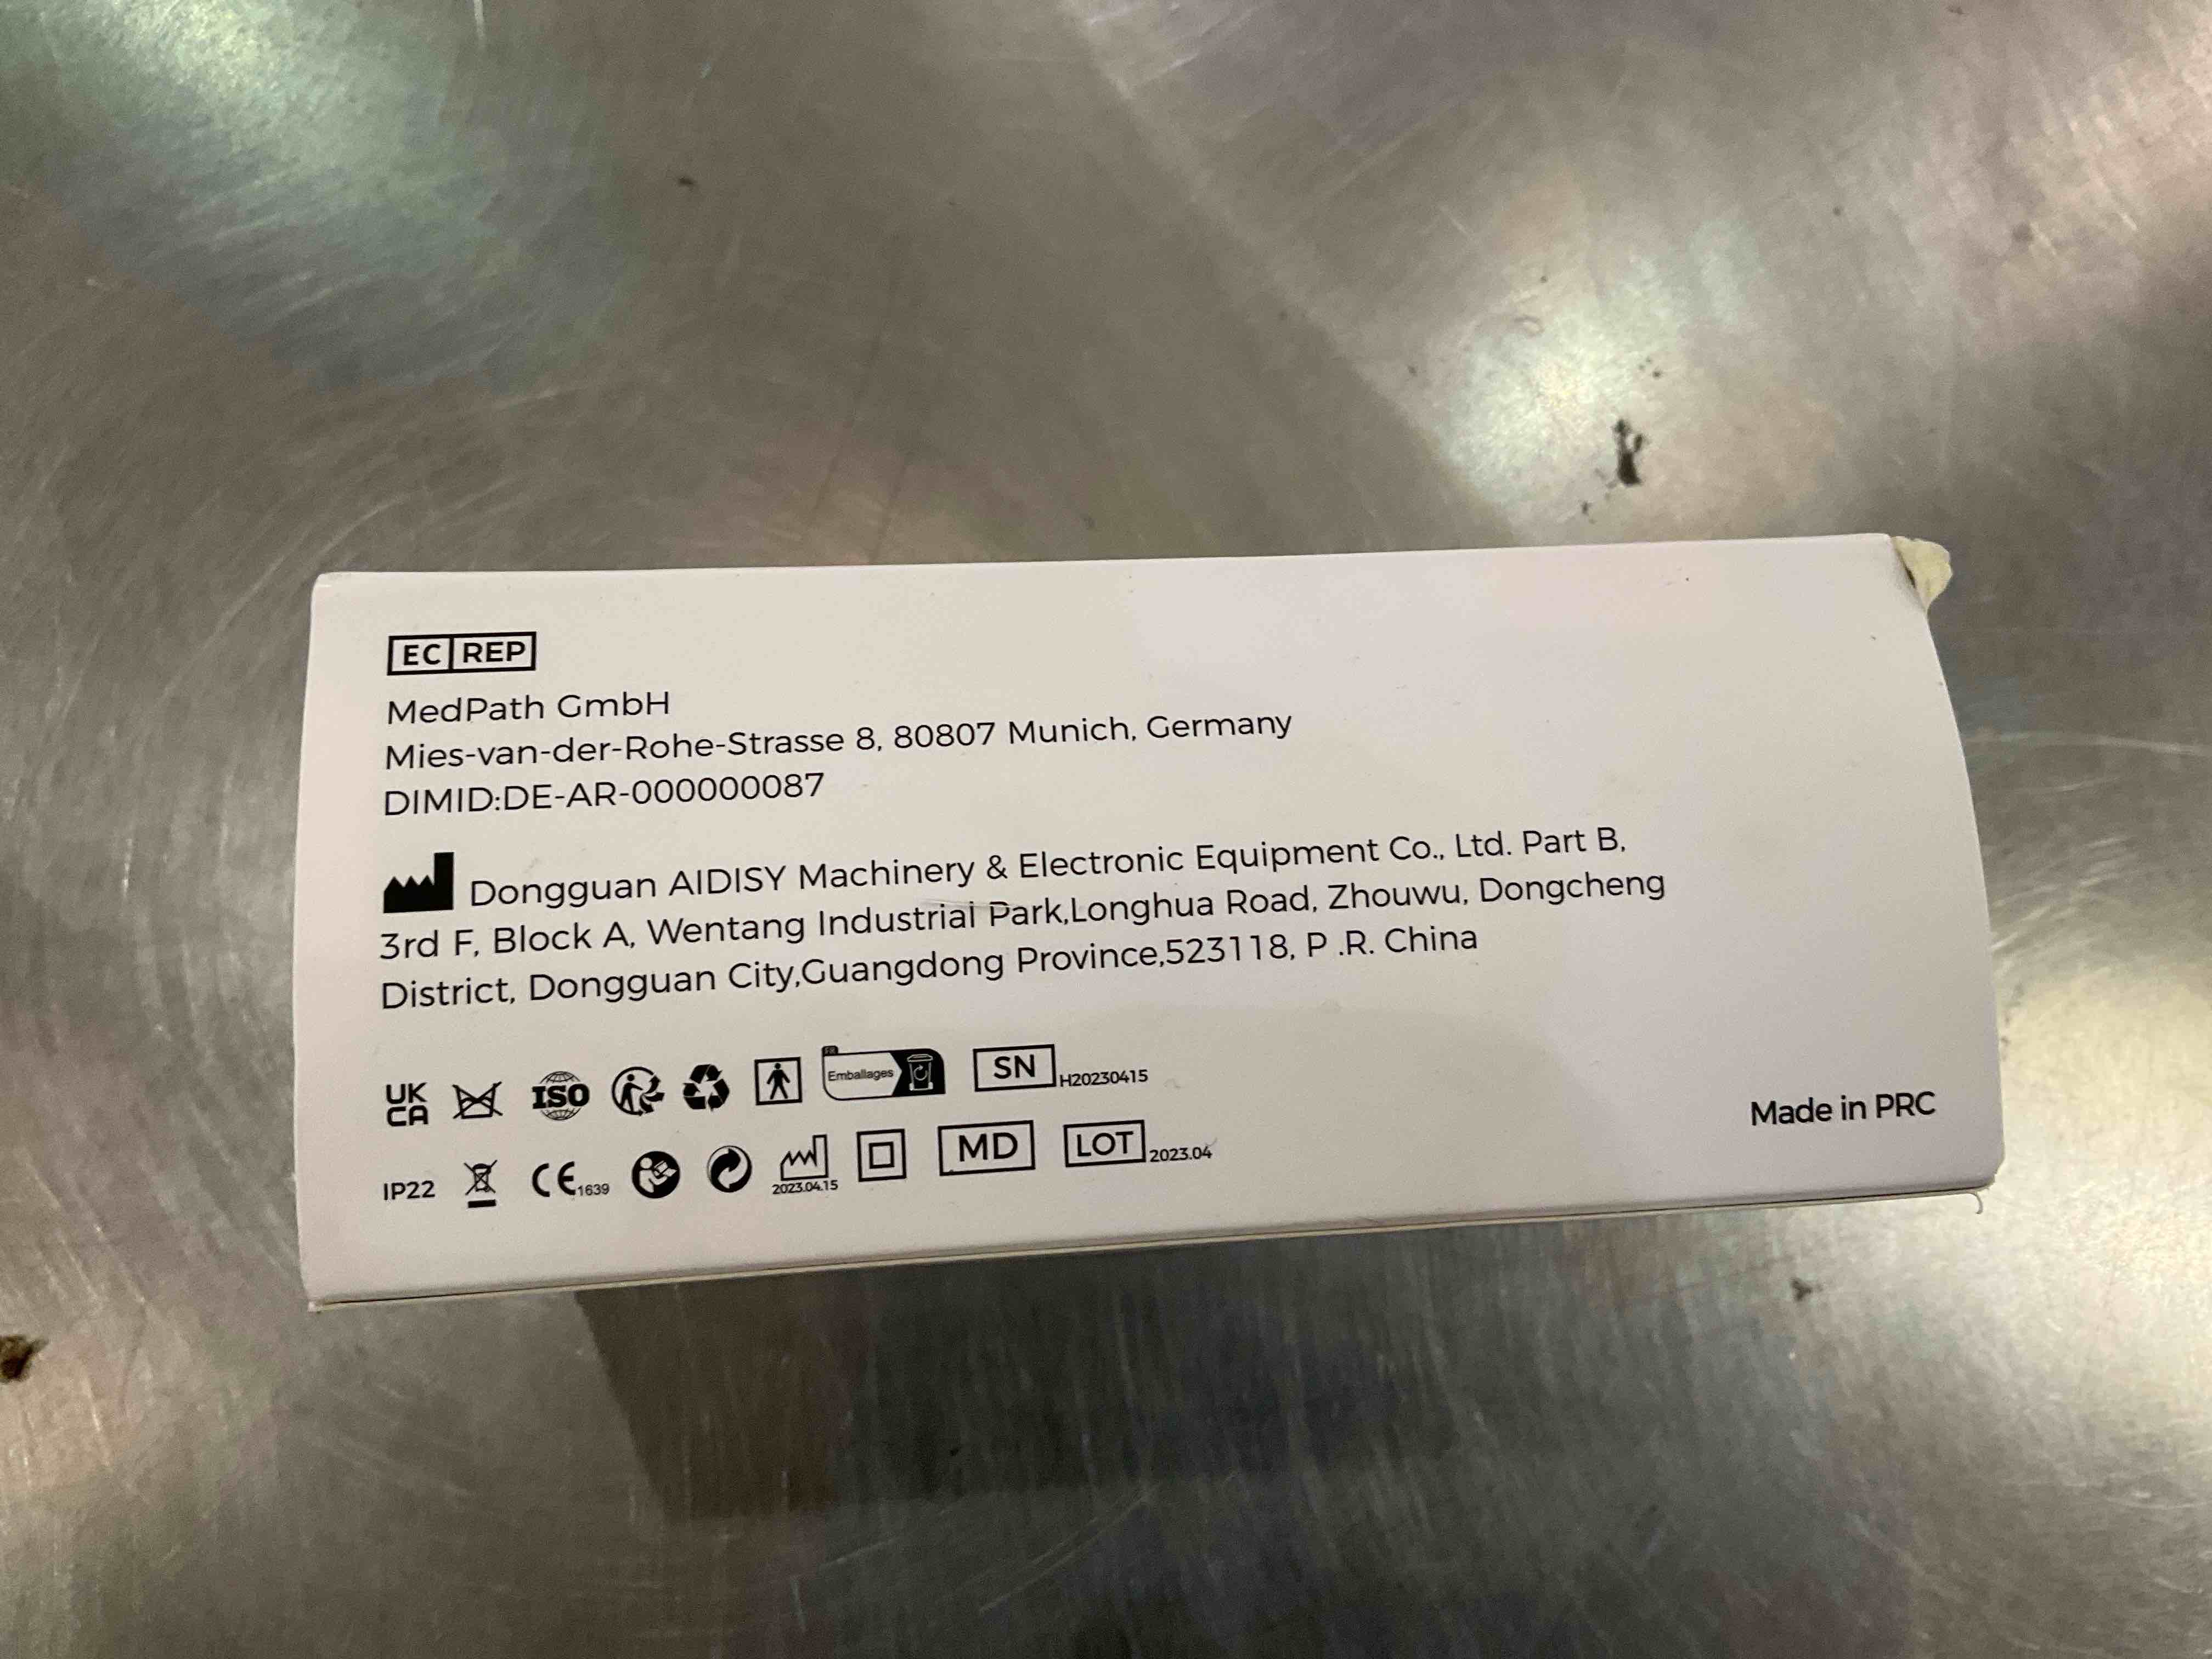 EC REP
MedPath GmbH
Mies-van-der-Rohe-Strasse 8, 80807 Munich, Germany
DIMID:DE-AR-000000087
Dongguan AIDISY Machinery & Electronic Equipment Co., Ltd. Part B,
3rd F, Block A, Wentang Industrial Park,Longhua Road, Zhouwu, Dongcheng
District, Dongguan City,Guangdong Province,523118, P .R. China
UK
CA
ISO
FR
Emballages
SN H20230415
Made in PRC
IP22
CE 1639
2023.04.15
MD
LOT 2023.04